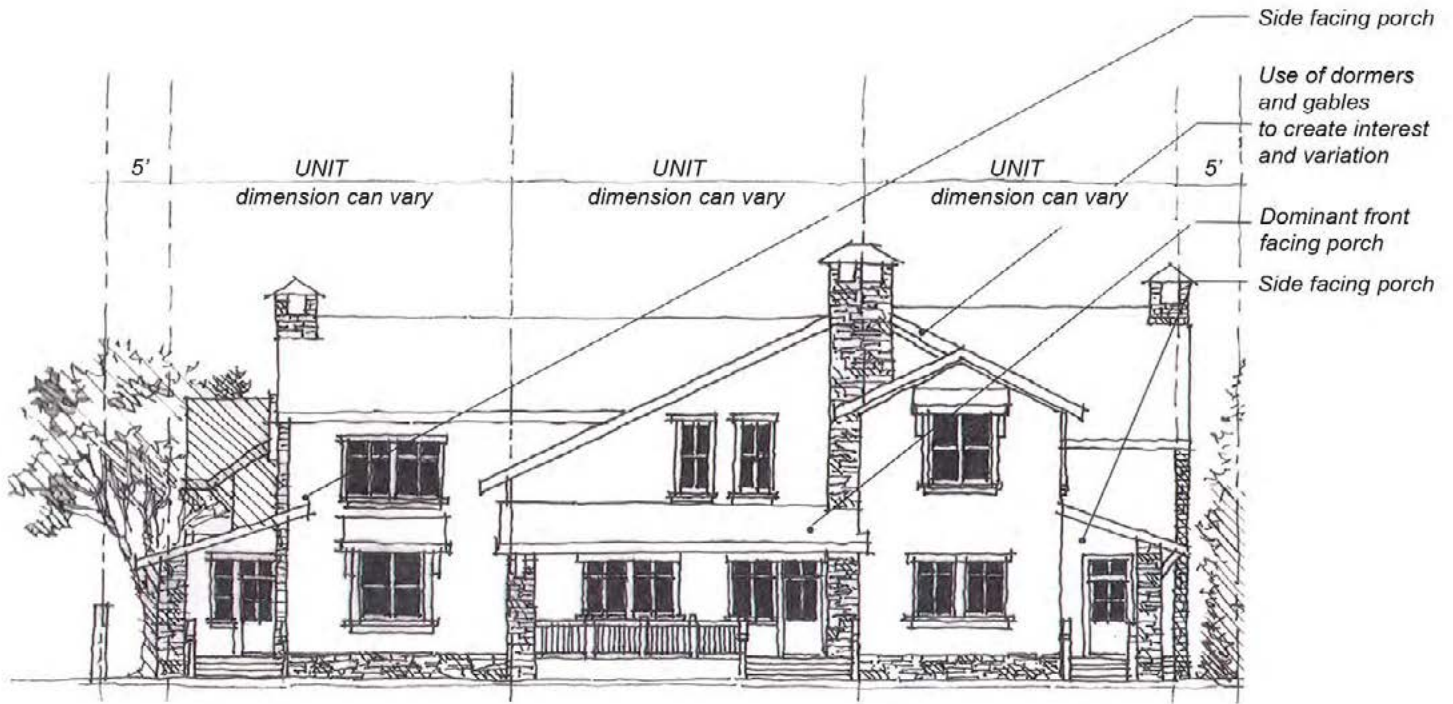 Side facing porch
Use of dormers
and gables
to create interest
and variation
5'
UNIT
dimension can vary
UNIT
dimension can vary
UNIT
dimension can vary
5'
Dominant front
facing porch
Side facing porch